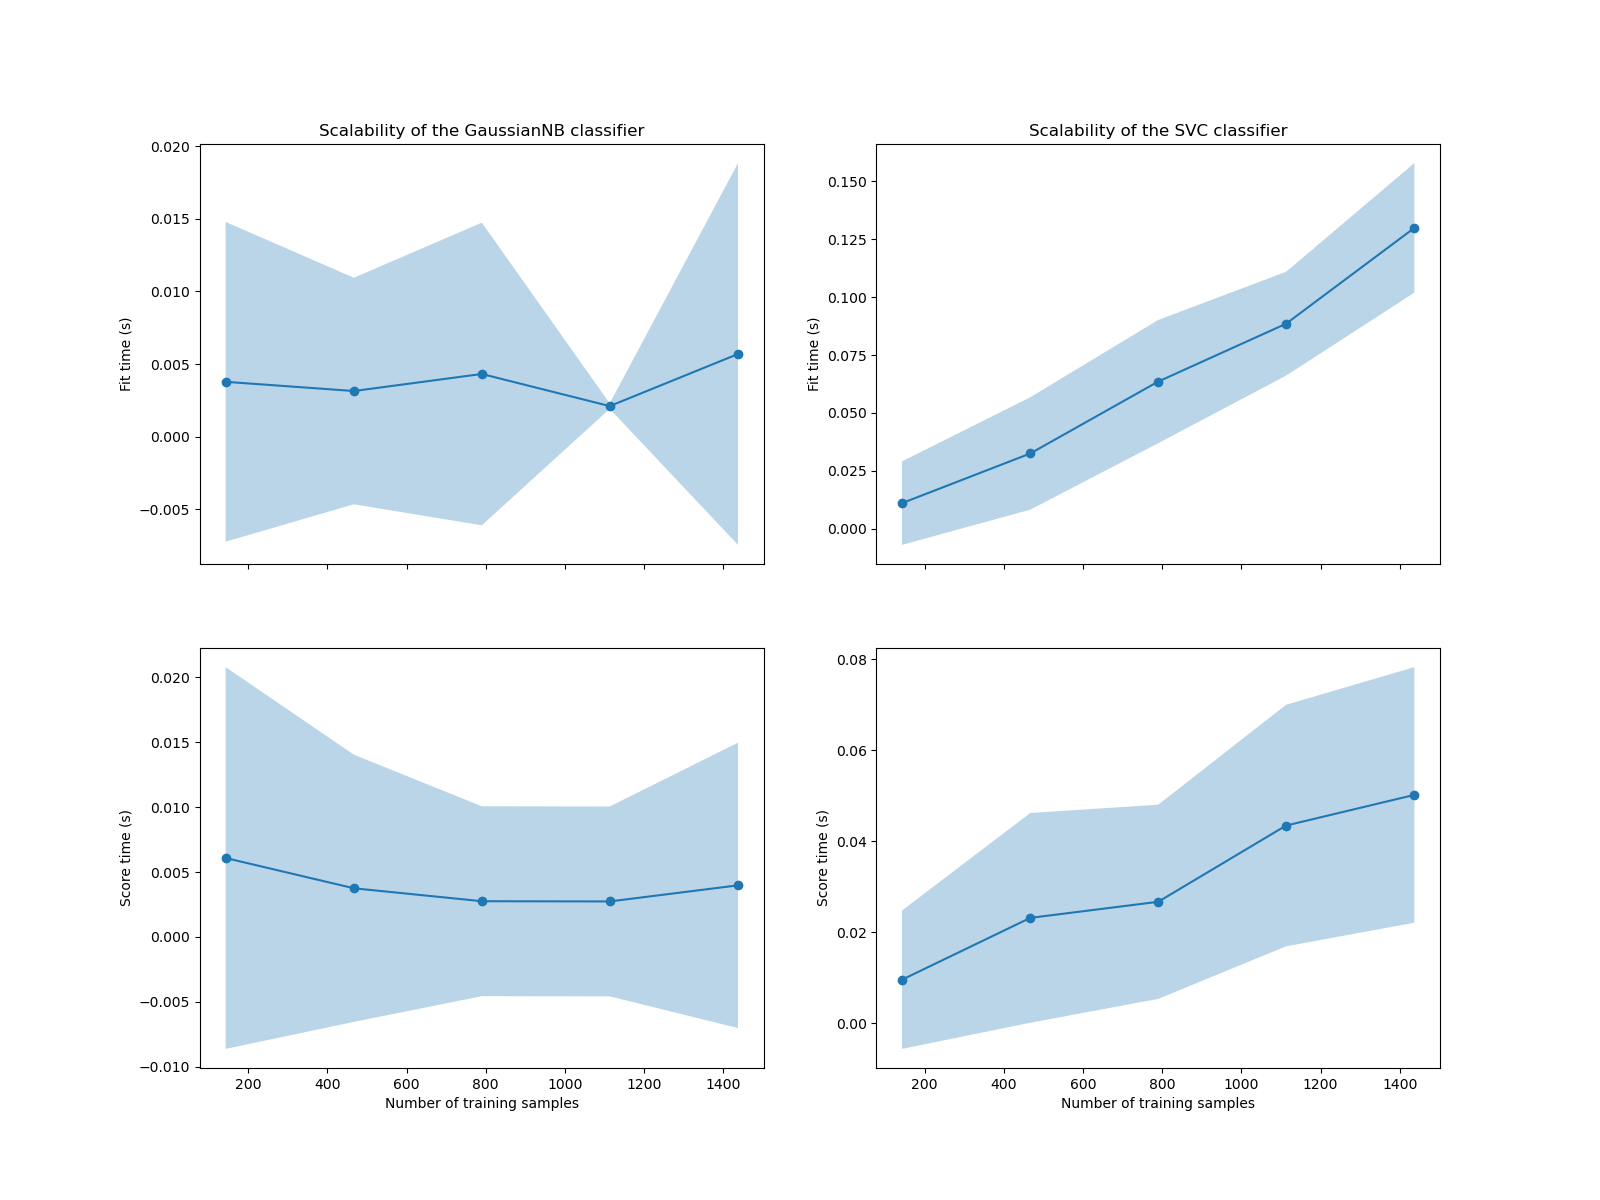 Scalability of the GaussianNB classifier
0.020
0.015
0.010
0.005
0.000
−0.005
Fit time (s)
Scalability of the SVC classifier
0.150
0.125
0.100
0.075
0.050
0.025
0.000
Fit time (s)
0.020
0.015
0.010
0.005
0.000
−0.005
−0.010
Score time (s)
200 400 600 800 1000 1200 1400
Number of training samples
0.08
0.06
0.04
0.02
0.00
Score time (s)
200 400 600 800 1000 1200 1400
Number of training samples